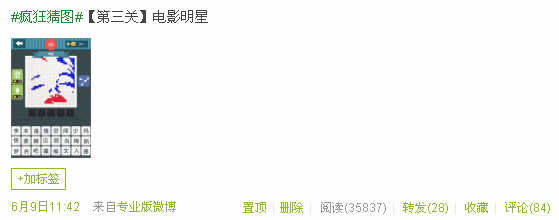 #疯狂猜图#【第三关】电影明星
+加标签
6月9日11:42 来自专业版微博 置顶 删除 阅读(35837) 转发(28) 收藏 评论(84)